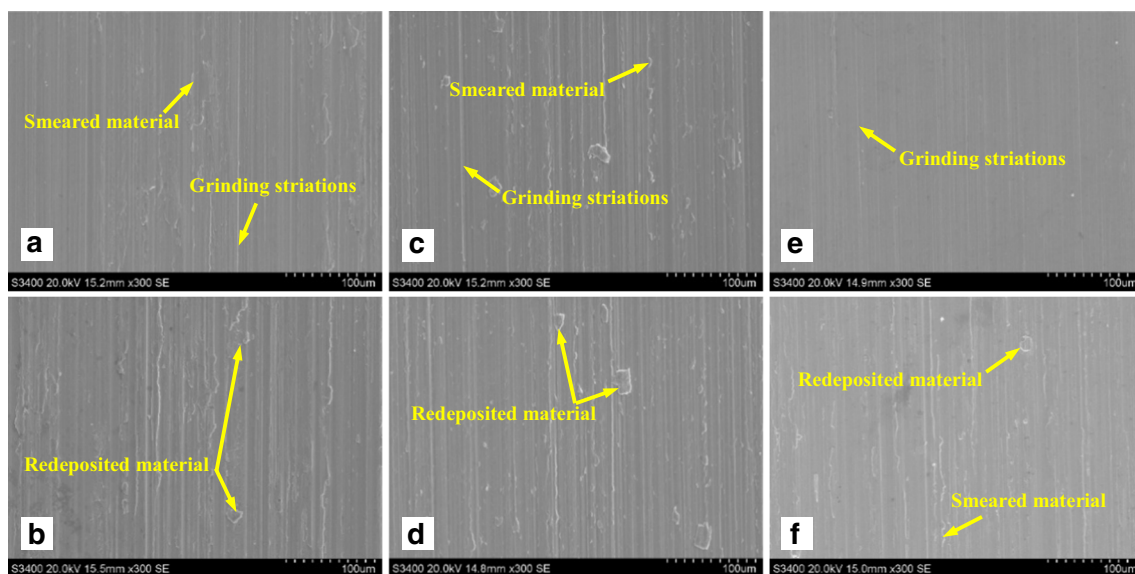 Smeared material
Grinding striations
a
S3400 20.0kV 15.2mm x300 SE
100um
Smeared material
Grinding striations
c
S3400 20.0kV 15.2mm x300 SE
100um
Grinding striations
e
S3400 20.0kV 14.9mm x300 SE
100um
Redeposited material
b
S3400 20.0kV 15.5mm x300 SE
100um
Redeposited material
d
S3400 20.0kV 14.8mm x300 SE
100um
Redeposited material
Smeared material
f
S3400 20.0kV 15.0mm x300 SE
100um